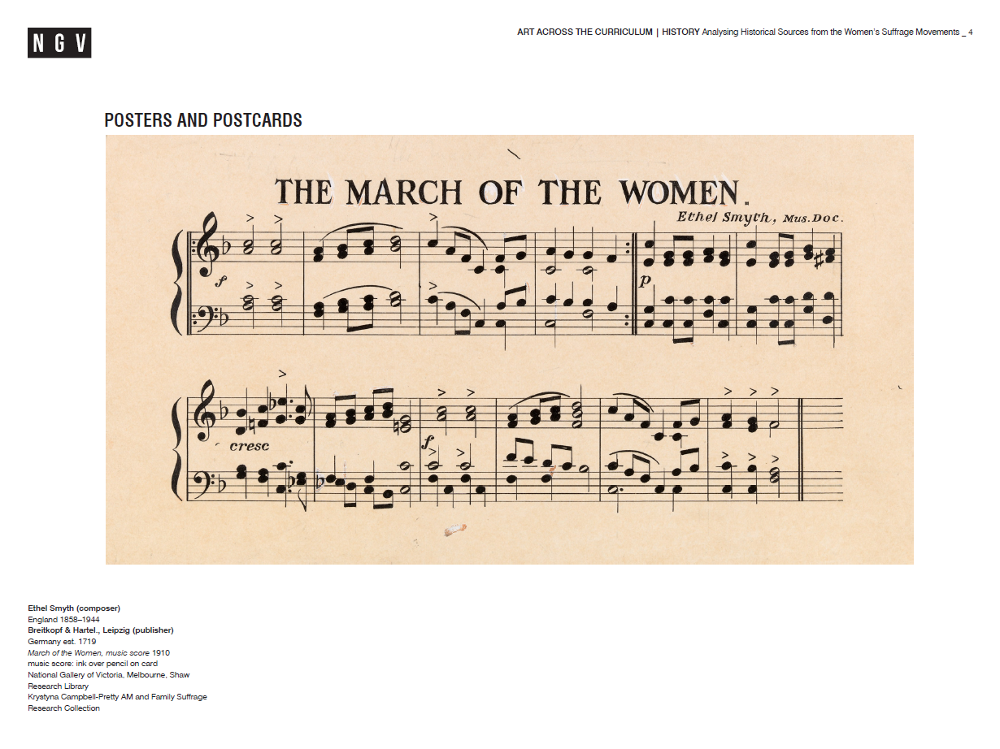 NGV
ART ACROSS THE CURRICULUM | HISTORY Analysing Historical Sources from the Women's Suffrage Movements _ 4
POSTERS AND POSTCARDS
THE MARCH OF THE WOMEN.
Ethel Smyth, Mus. Doc.
f
p
cresc
f
Ethel Smyth (composer)
England 1858–1944
Breitkopf & Hartel., Leipzig (publisher)
Germany est. 1719
March of the Women, music score 1910
music score: ink over pencil on card
National Gallery of Victoria, Melbourne, Shaw
Research Library
Krystyna Campbell-Pretty AM and Family Suffrage
Research Collection